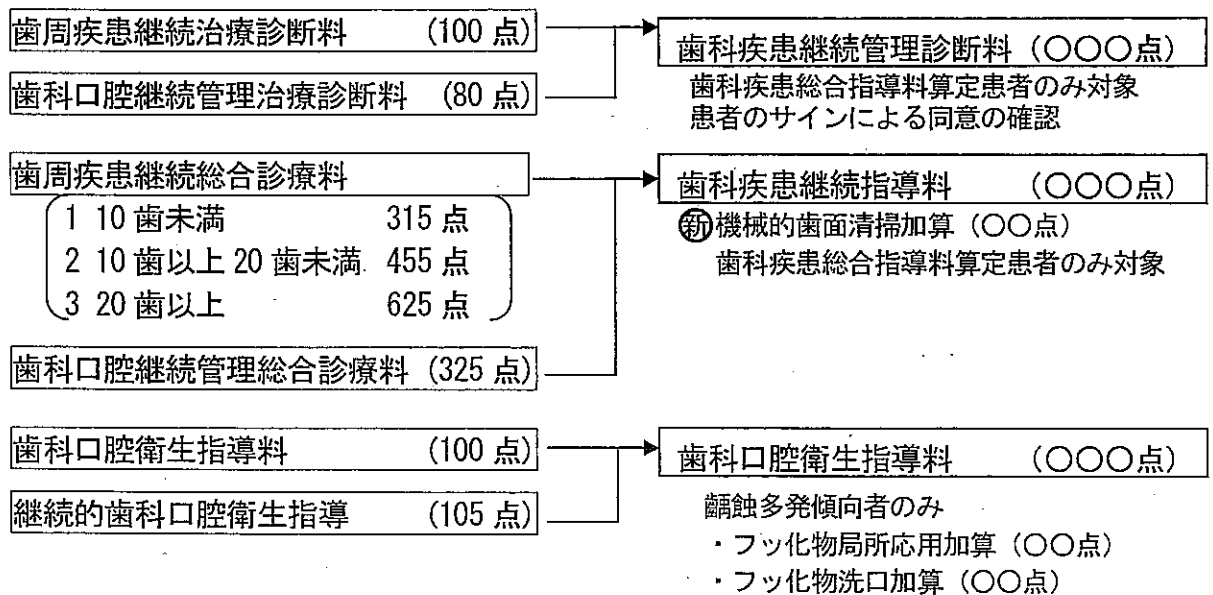 歯周疾患継続治療診断料 (100 点)
歯科口腔継続管理治療診断料 (80 点)
歯科疾患継続管理診断料 (〇〇〇点)
歯科疾患総合指導料算定患者のみ対象
患者のサインによる同意の確認
歯周疾患継続総合診療料
1 10 歯未満 315 点
2 10 歯以上 20 歯未満 455 点
3 20 歯以上 625 点
歯科口腔継続管理総合診療料 (325 点)
歯科疾患継続指導料 (〇〇〇点)
㊟新機械的歯面清掃加算 (〇〇点)
歯科疾患総合指導料算定患者のみ対象
歯科口腔衛生指導料 (100 点)
継続的歯科口腔衛生指導 (105 点)
歯科口腔衛生指導料 (〇〇〇点)
齲蝕多発傾向者のみ
・フッ化物局所応用加算 (〇〇点)
・フッ化物洗口加算 (〇〇点)